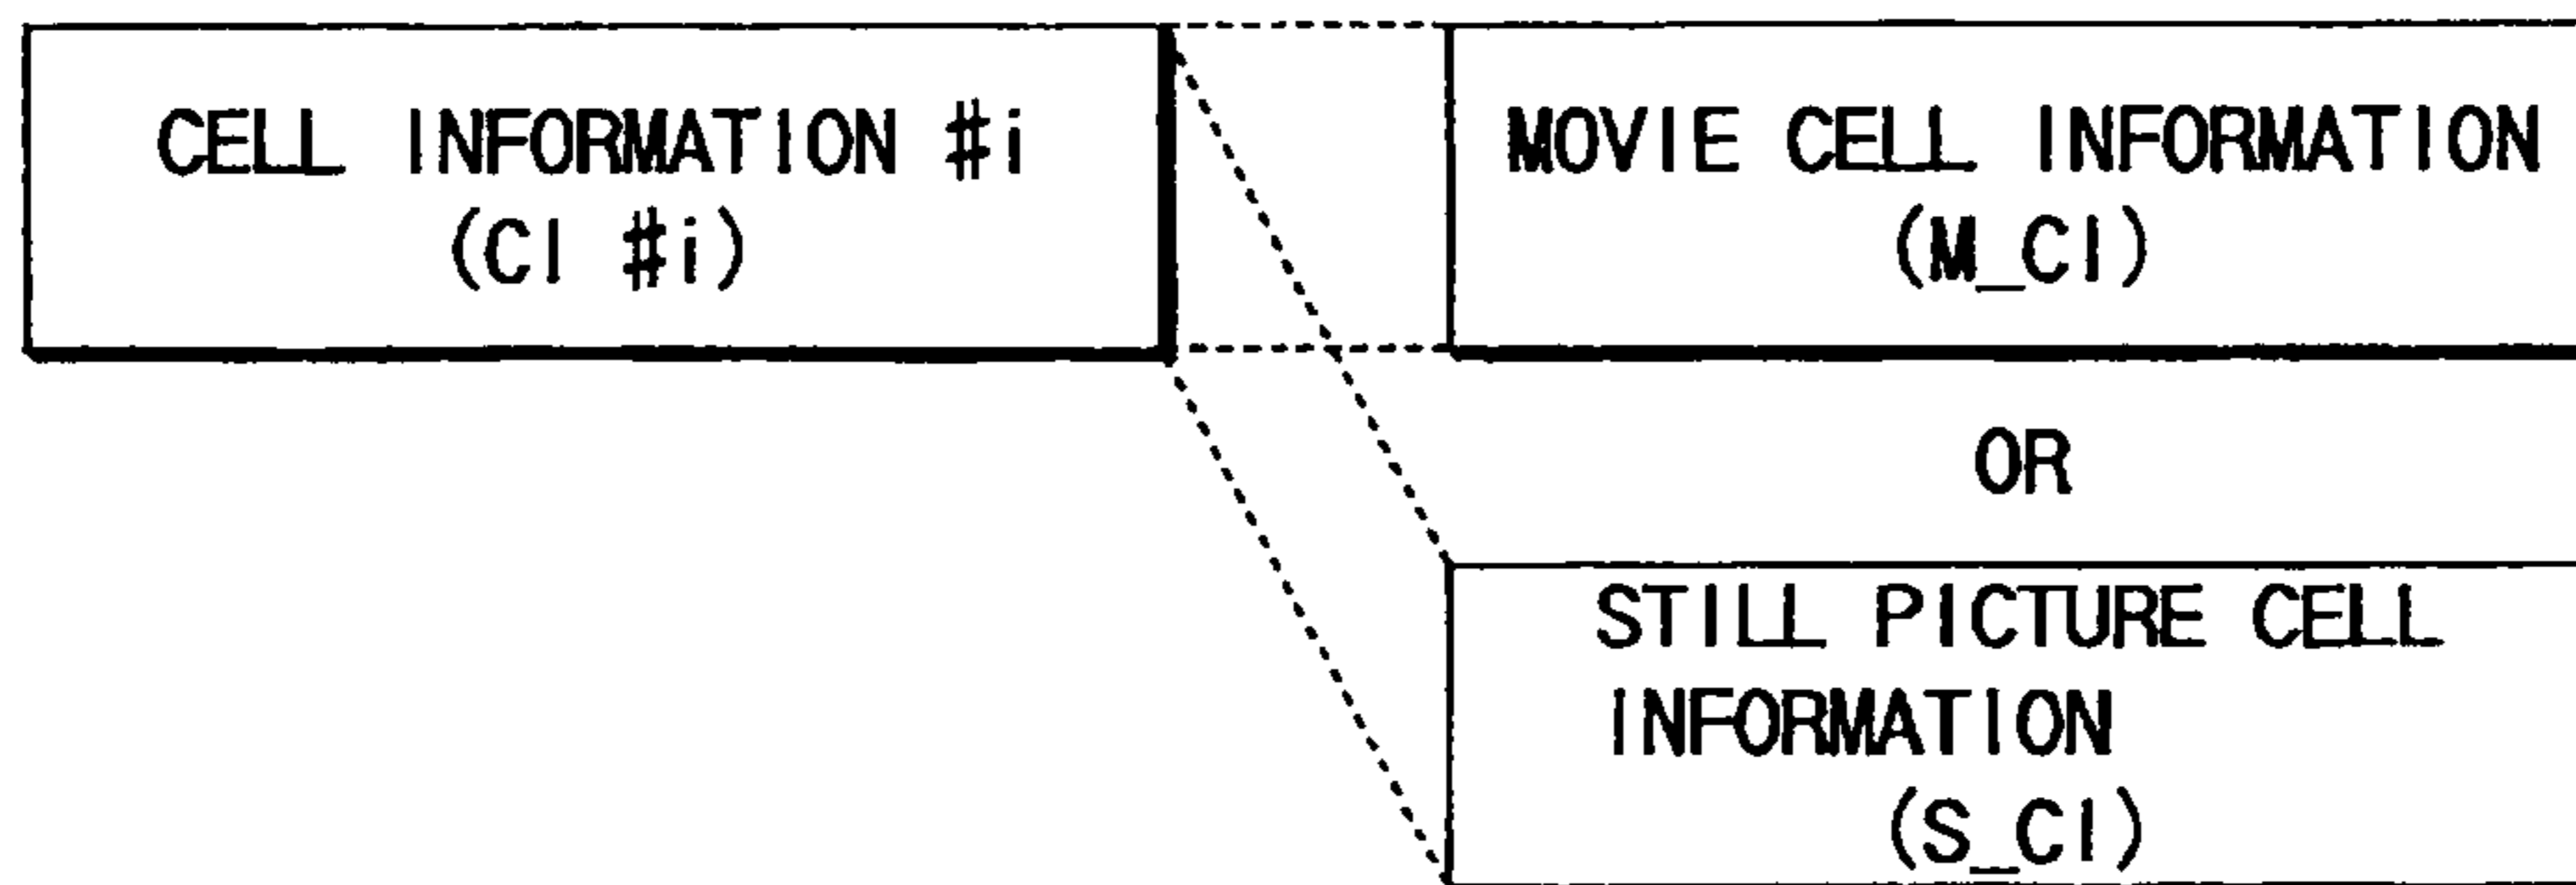 CELL INFORMATION #i
(CI #i)
MOVIE CELL INFORMATION
(M_CI)
OR
STILL PICTURE CELL
INFORMATION
(S_CI)